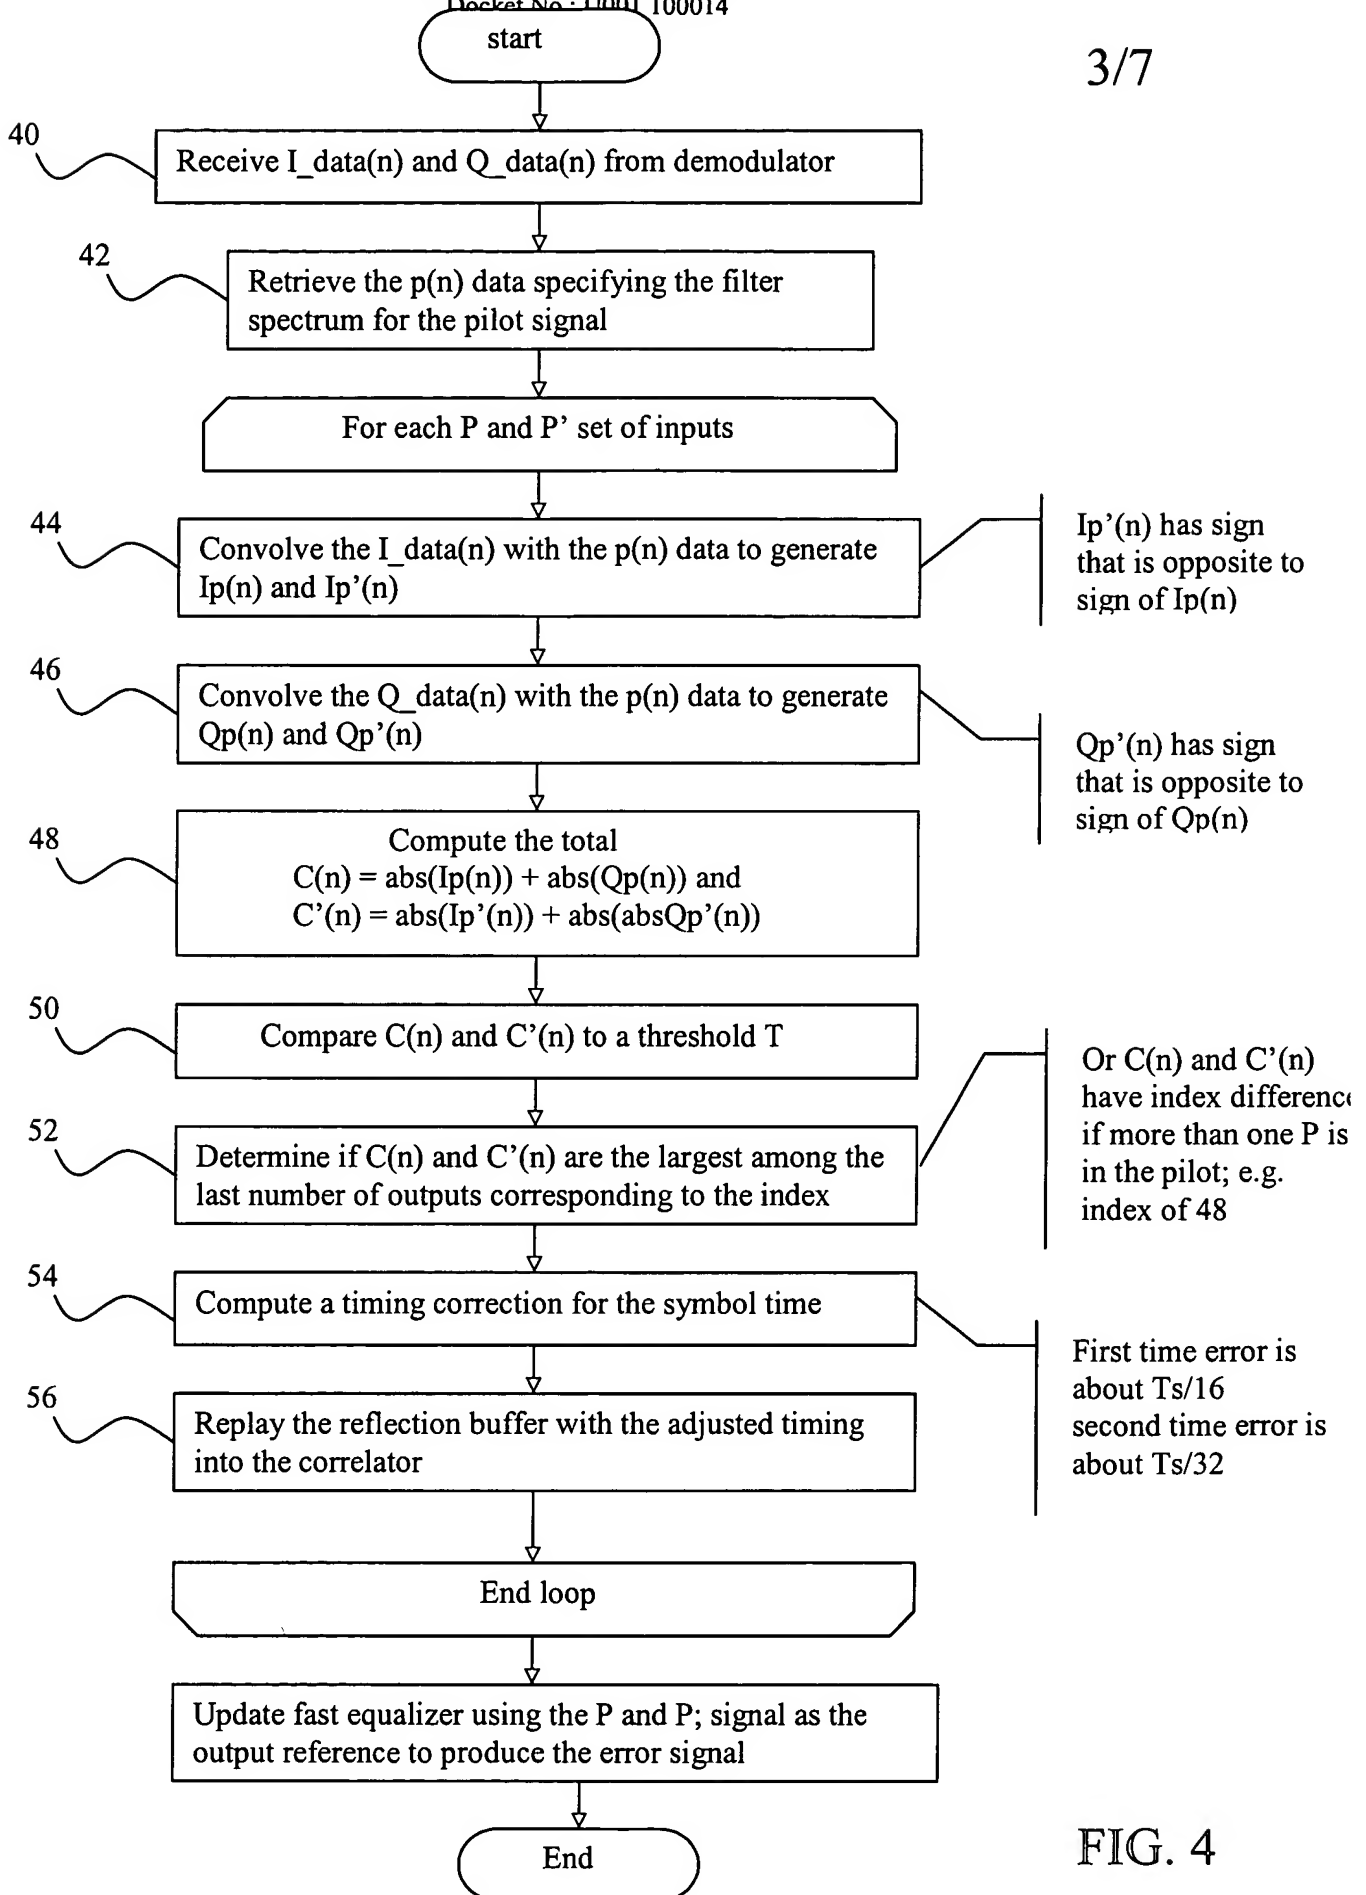 Docket No.: U001 100014
start
3/7
40
Receive I_data(n) and Q_data(n) from demodulator
42
Retrieve the p(n) data specifying the filter
spectrum for the pilot signal
For each P and P’ set of inputs
44
Convolve the I_data(n) with the p(n) data to generate
Ip(n) and Ip’(n)
Ip’(n) has sign
that is opposite to
sign of Ip(n)
46
Convolve the Q_data(n) with the p(n) data to generate
Qp(n) and Qp’(n)
Qp’(n) has sign
that is opposite to
sign of Qp(n)
48
Compute the total
C(n) = abs(Ip(n)) + abs(Qp(n)) and
C’(n) = abs(Ip’(n)) + abs(absQp’(n))
50
Compare C(n) and C’(n) to a threshold T
52
Determine if C(n) and C’(n) are the largest among the
last number of outputs corresponding to the index
Or C(n) and C’(n)
have index difference
if more than one P is
in the pilot; e.g.
index of 48
54
Compute a timing correction for the symbol time
First time error is
about Ts/16
second time error is
about Ts/32
56
Replay the reflection buffer with the adjusted timing
into the correlator
End loop
Update fast equalizer using the P and P; signal as the
output reference to produce the error signal
End
FIG. 4